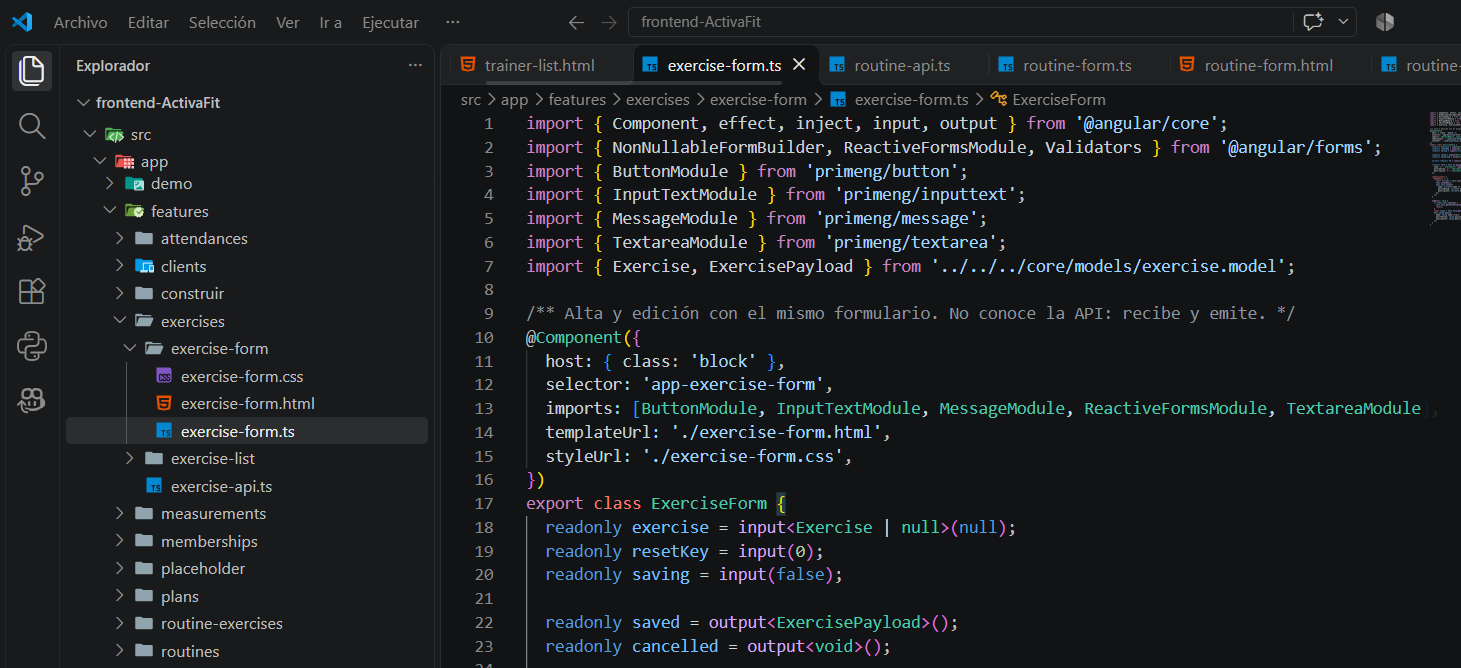 Archivo Editar Selección Ver Ir a Ejecutar ··· frontend-ActivaFit
Explorador ···
frontend-ActivaFit
src
app
demo
features
attendances
clients
construir
exercises
exercise-form
exercise-form.css
exercise-form.html
exercise-form.ts
exercise-list
exercise-api.ts
measurements
memberships
placeholder
plans
routine-exercises
routines
trainer-list.html exercise-form.ts routine-api.ts routine-form.ts routine-form.html routine-
src > app > features > exercises > exercise-form > exercise-form.ts > ExerciseForm
1 import { Component, effect, inject, input, output } from '@angular/core';
2 import { NonNullableFormBuilder, ReactiveFormsModule, Validators } from '@angular/forms';
3 import { ButtonModule } from 'primeng/button';
4 import { InputTextModule } from 'primeng/inputtext';
5 import { MessageModule } from 'primeng/message';
6 import { TextareaModule } from 'primeng/textarea';
7 import { Exercise, ExercisePayload } from '../../../core/models/exercise.model';
8
9 /** Alta y edición con el mismo formulario. No conoce la API: recibe y emite. */
10 @Component({
11 host: { class: 'block' },
12 selector: 'app-exercise-form',
13 imports: [ButtonModule, InputTextModule, MessageModule, ReactiveFormsModule, TextareaModule
14 templateUrl: './exercise-form.html',
15 styleUrl: './exercise-form.css',
16 })
17 export class ExerciseForm {
18 readonly exercise = input<Exercise | null>(null);
19 readonly resetKey = input(0);
20 readonly saving = input(false);
21
22 readonly saved = output<ExercisePayload>();
23 readonly cancelled = output<void>();